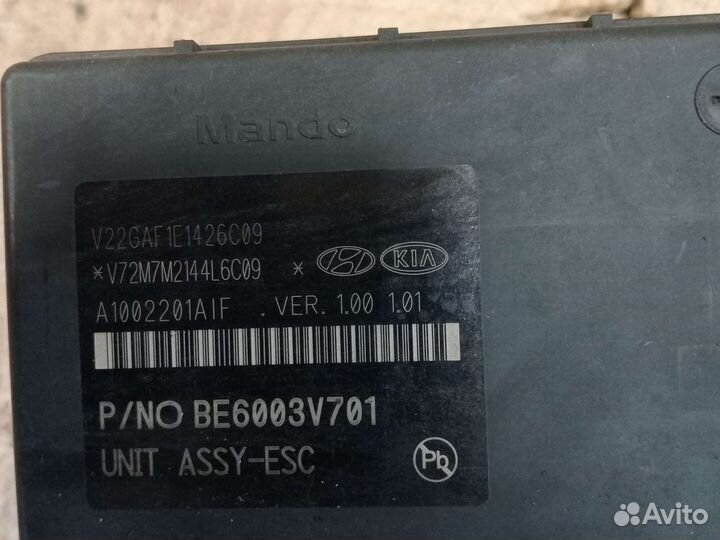 Mando
V22GAF1E1426C09
*V72M7M2144L6C09 *
KIA
A1002201AIF .VER. 1.00 1.01
P/NO BE6003V701
UNIT ASSY-ESC
Pb
Avito